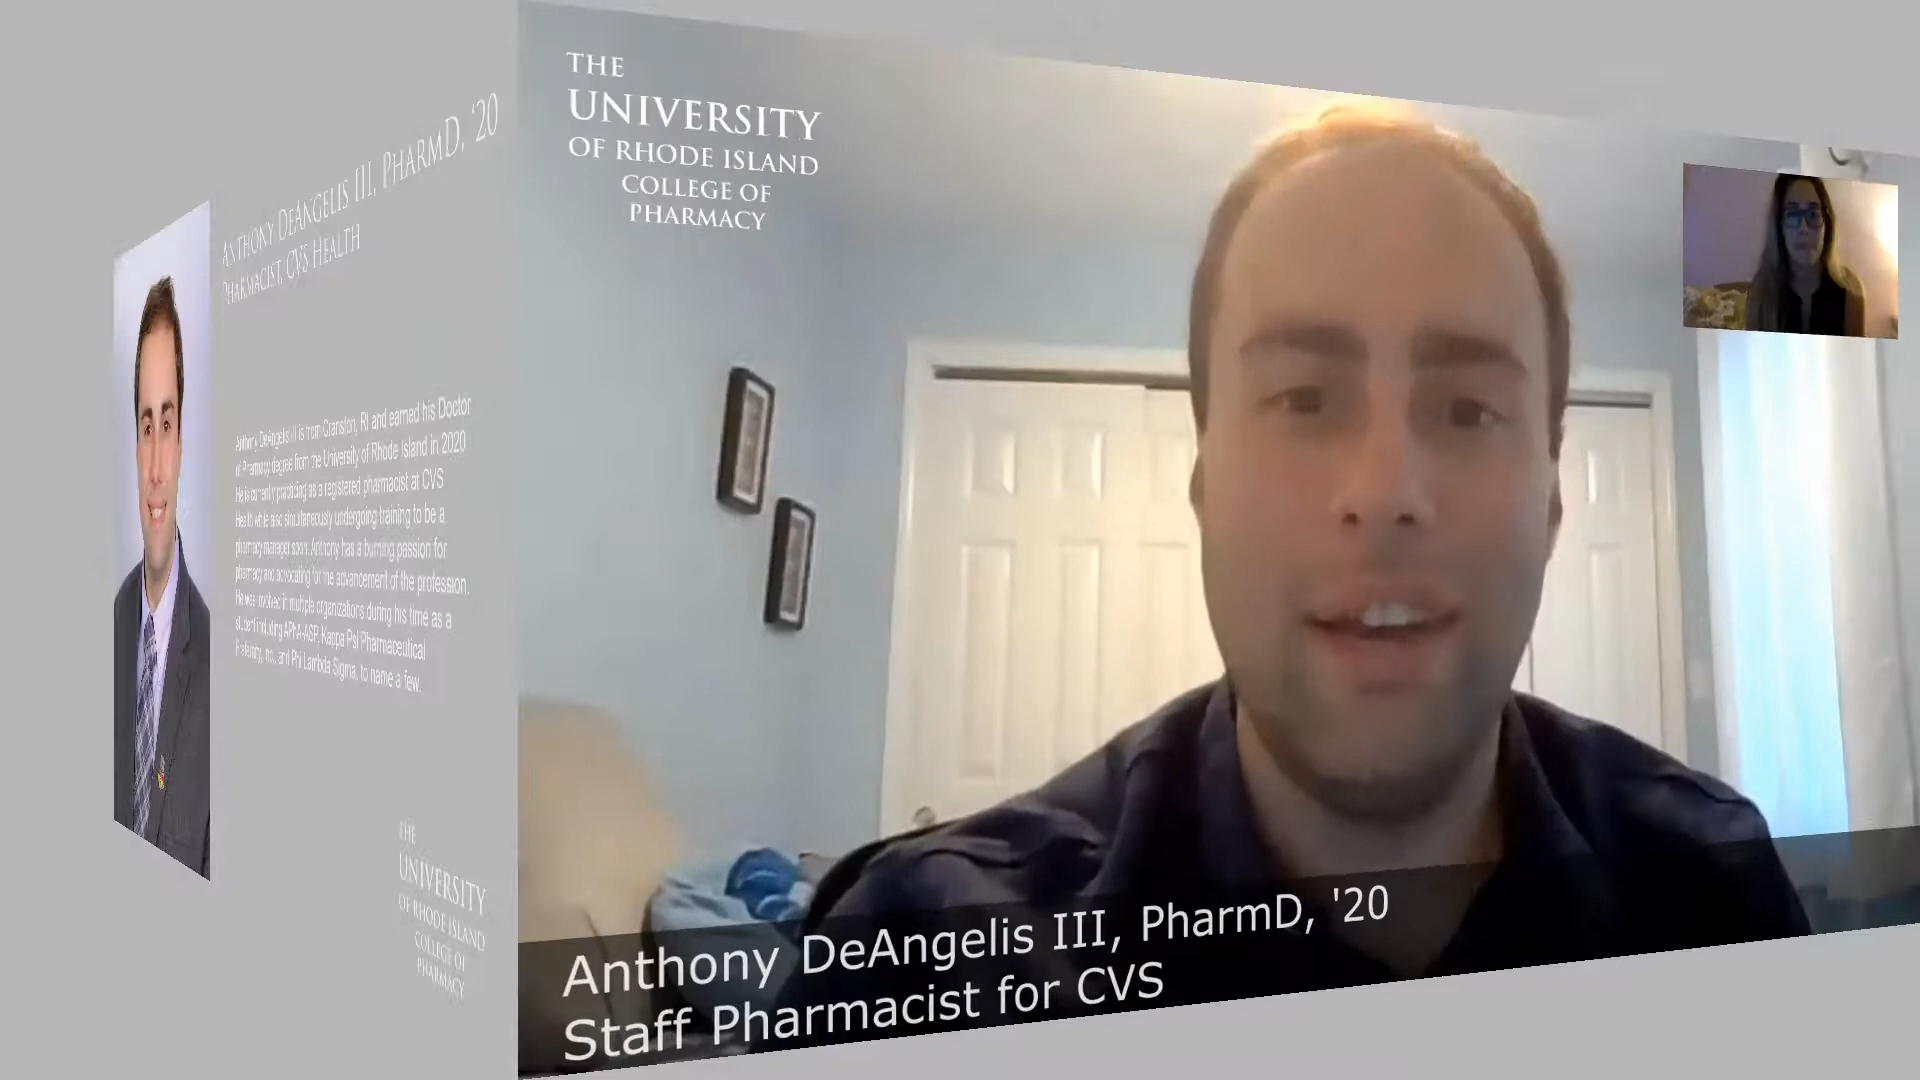 ANTHONY DEANGELIS III, PHARMD, '20
PHARMACIST, CVS HEALTH
Anthony DeAngelis III is from Cranston, RI and earned his Doctor
of Pharmacy degree from the University of Rhode Island in 2020
He is currently practicing as a registered pharmacist at CVS
Health while also simultaneously undergoing training to be a
pharmacy manager soon. Anthony has a burning passion for
pharmacy and advocating for the advancement of the profession.
He was involved in multiple organizations during his time as a
student including APhA-ASP, Kappa Psi Pharmaceutical
Fraternity, Inc., and Phi Lambda Sigma, to name a few.
THE
UNIVERSITY
OF RHODE ISLAND
COLLEGE OF
PHARMACY
THE
UNIVERSITY
OF RHODE ISLAND
COLLEGE OF
PHARMACY
Anthony DeAngelis III, PharmD, '20
Staff Pharmacist for CVS